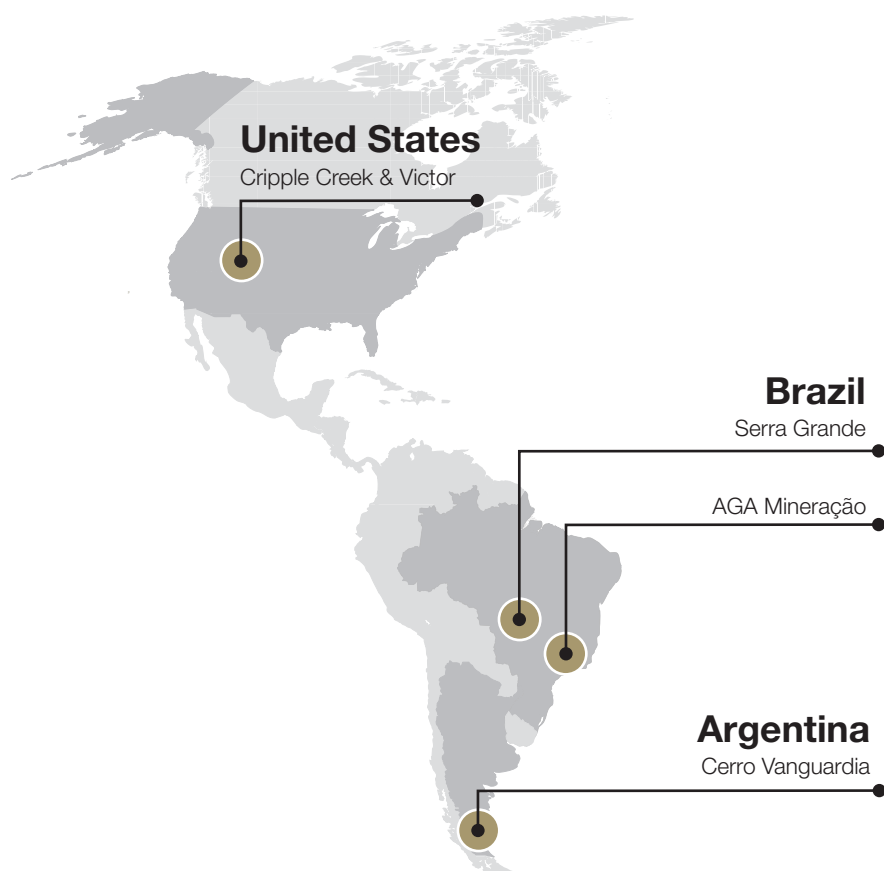 United States
Cripple Creek & Victor
Brazil
Serra Grande
AGA Mineração
Argentina
Cerro Vanguardia